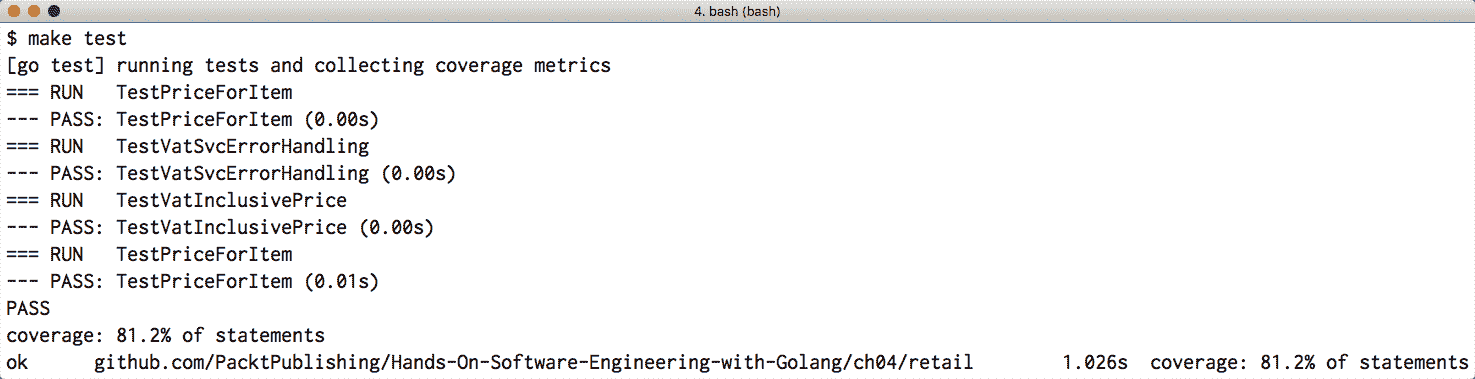 4. bash (bash)
$ make test
[go test] running tests and collecting coverage metrics
=== RUN   TestPriceForItem
--- PASS: TestPriceForItem (0.00s)
=== RUN   TestVatSvcErrorHandling
--- PASS: TestVatSvcErrorHandling (0.00s)
=== RUN   TestVatInclusivePrice
--- PASS: TestVatInclusivePrice (0.00s)
=== RUN   TestPriceForItem
--- PASS: TestPriceForItem (0.01s)
PASS
coverage: 81.2% of statements
ok      github.com/PacktPublishing/Hands-On-Software-Engineering-with-Golang/ch04/retail        1.026s  coverage: 81.2% of statements